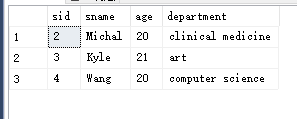 sid sname age department
1 2 Michal 20 clinical medicine
2 3 Kyle 21 art
3 4 Wang 20 computer science